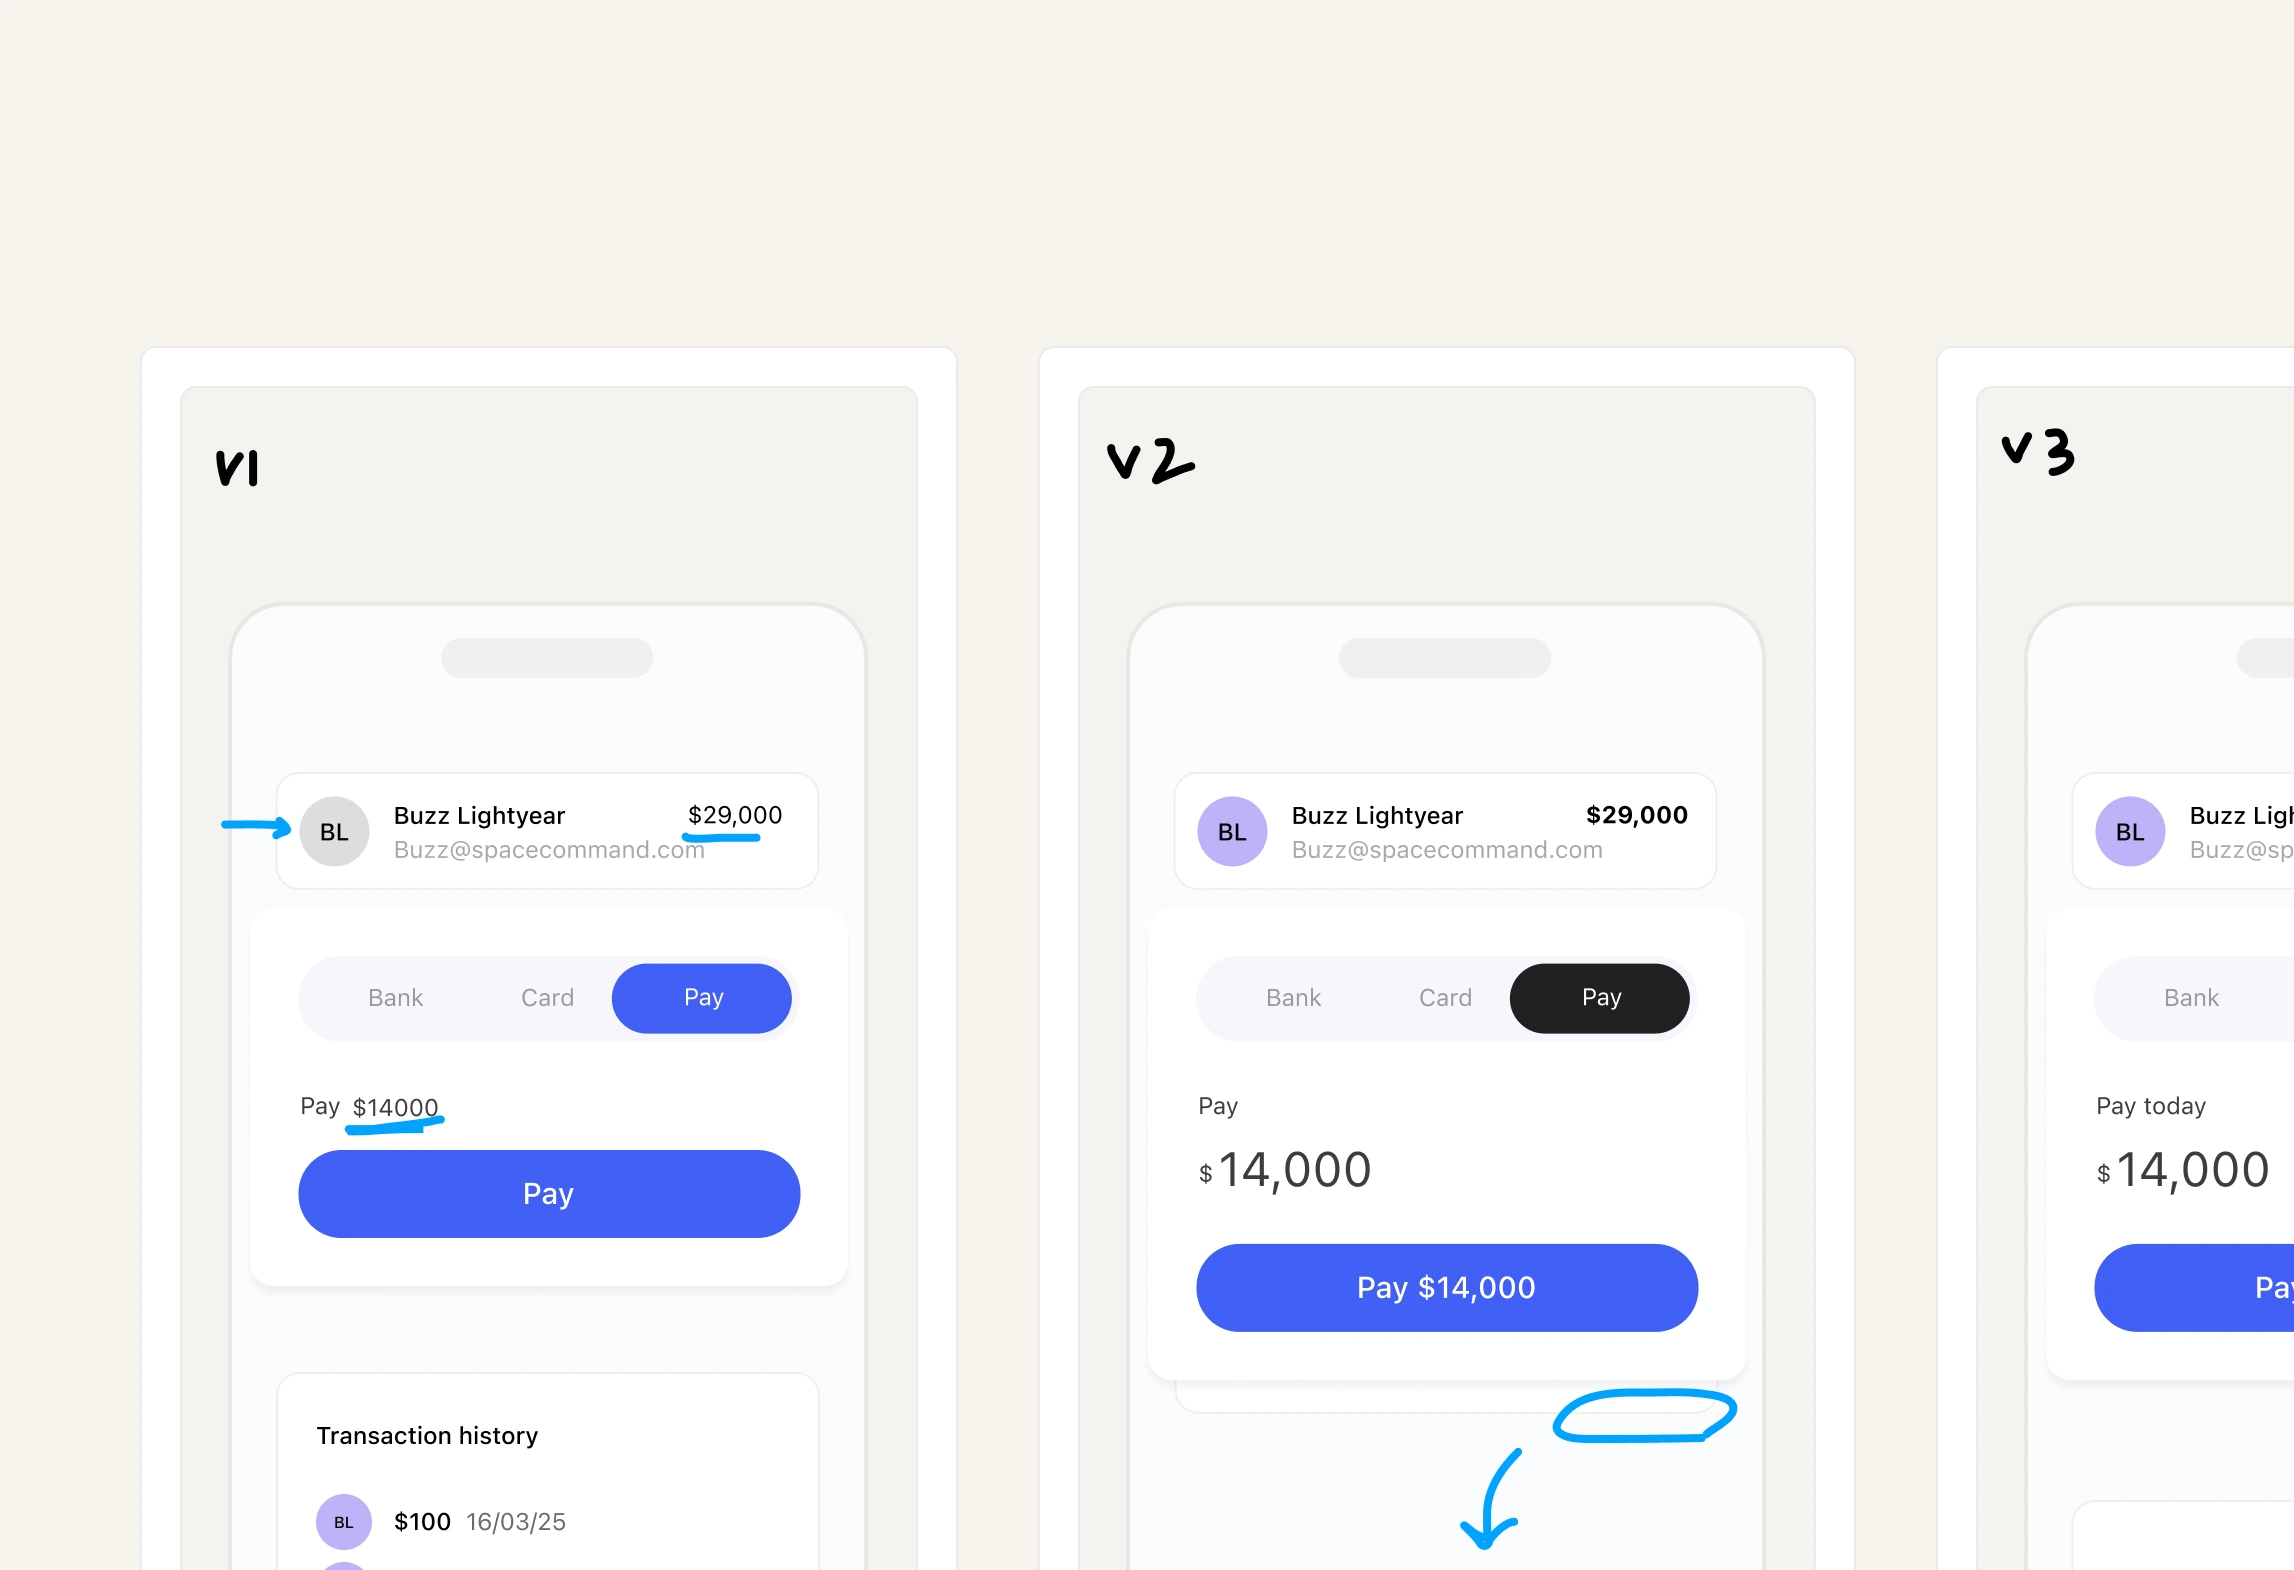 v1
Buzz Lightyear $29,000
BL
Buzz@spacecommand.com
Bank Card Pay
Pay $14000
Pay
Transaction history
BL $100 16/03/25
v2
Buzz Lightyear $29,000
BL
Buzz@spacecommand.com
Bank Card Pay
Pay
$14,000
Pay $14,000
v3
Buzz Ligh
BL
Buzz@sp
Bank
Pay today
$14,000
Pa